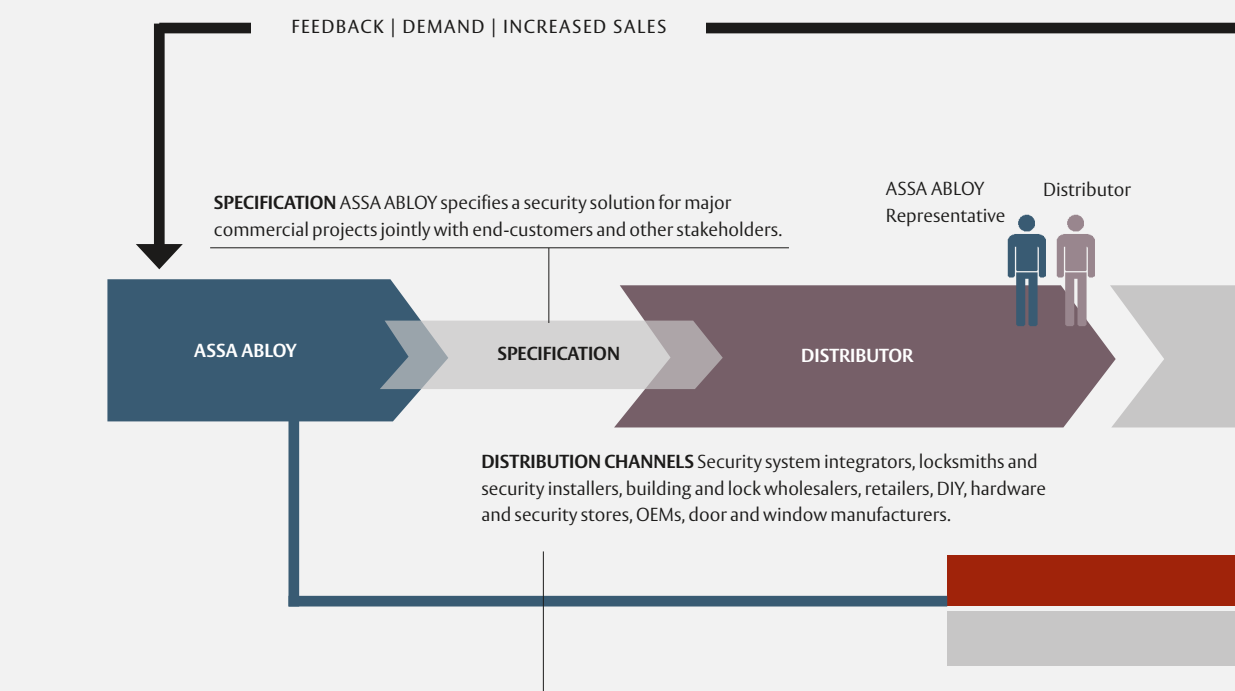 FEEDBACK | DEMAND | INCREASED SALES
SPECIFICATION ASSA ABLOY specifies a security solution for major
commercial projects jointly with end-customers and other stakeholders.
ASSA ABLOY
Representative
Distributor
ASSA ABLOY
SPECIFICATION
DISTRIBUTOR
DISTRIBUTION CHANNELS Security system integrators, locksmiths and
security installers, building and lock wholesalers, retailers, DIY, hardware
and security stores, OEMs, door and window manufacturers.